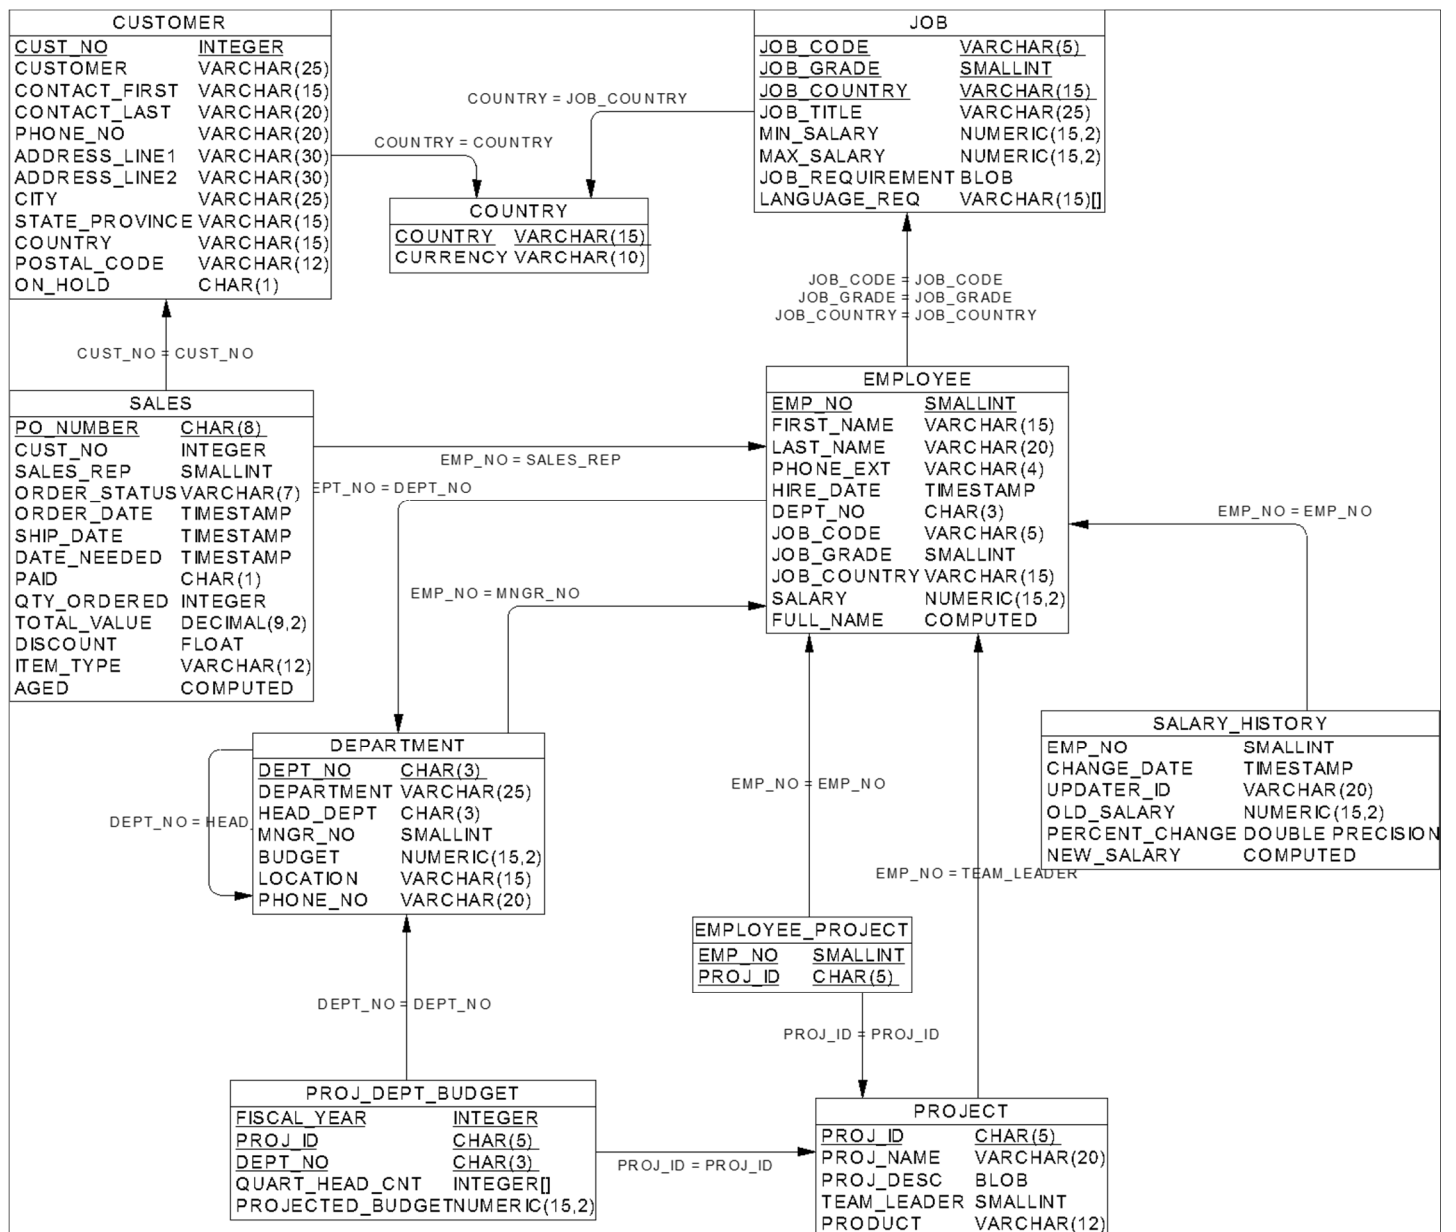 CUSTOMER
CUST_NO INTEGER
CUSTOMER VARCHAR(25)
CONTACT_FIRST VARCHAR(15)
CONTACT_LAST VARCHAR(20)
PHONE_NO VARCHAR(20)
ADDRESS_LINE1 VARCHAR(30)
ADDRESS_LINE2 VARCHAR(30)
CITY VARCHAR(25)
STATE_PROVINCE VARCHAR(15)
COUNTRY VARCHAR(15)
POSTAL_CODE VARCHAR(12)
ON_HOLD CHAR(1)
JOB
JOB_CODE VARCHAR(5)
JOB_GRADE SMALLINT
JOB_COUNTRY VARCHAR(15)
JOB_TITLE VARCHAR(25)
MIN_SALARY NUMERIC(15,2)
MAX_SALARY NUMERIC(15,2)
JOB_REQUIREMENT BLOB
LANGUAGE_REQ VARCHAR(15)[]
COUNTRY = JOB_COUNTRY
COUNTRY = COUNTRY
COUNTRY
COUNTRY VARCHAR(15)
CURRENCY VARCHAR(10)
JOB_CODE = JOB_CODE
JOB_GRADE = JOB_GRADE
JOB_COUNTRY = JOB_COUNTRY
CUST_NO = CUST_NO
SALES
PO_NUMBER CHAR(8)
CUST_NO INTEGER
SALES_REP SMALLINT
ORDER_STATUS VARCHAR(7)
ORDER_DATE TIMESTAMP
SHIP_DATE TIMESTAMP
DATE_NEEDED TIMESTAMP
PAID CHAR(1)
QTY_ORDERED INTEGER
TOTAL_VALUE DECIMAL(9,2)
DISCOUNT FLOAT
ITEM_TYPE VARCHAR(12)
AGED COMPUTED
EMPLOYEE
EMP_NO SMALLINT
FIRST_NAME VARCHAR(15)
LAST_NAME VARCHAR(20)
PHONE_EXT VARCHAR(4)
HIRE_DATE TIMESTAMP
DEPT_NO CHAR(3)
JOB_CODE VARCHAR(5)
JOB_GRADE SMALLINT
JOB_COUNTRY VARCHAR(15)
SALARY NUMERIC(15,2)
FULL_NAME COMPUTED
EMP_NO = SALES_REP
EPT_NO = DEPT_NO
EMP_NO = MNGR_NO
EMP_NO = EMP_NO
SALARY_HISTORY
EMP_NO SMALLINT
CHANGE_DATE TIMESTAMP
UPDATER_ID VARCHAR(20)
OLD_SALARY NUMERIC(15,2)
PERCENT_CHANGE DOUBLE PRECISION
NEW_SALARY COMPUTED
DEPARTMENT
DEPT_NO CHAR(3)
DEPARTMENT VARCHAR(25)
HEAD_DEPT CHAR(3)
MNGR_NO SMALLINT
BUDGET NUMERIC(15,2)
LOCATION VARCHAR(15)
PHONE_NO VARCHAR(20)
DEPT_NO = HEAD_
EMP_NO = EMP_NO
EMP_NO = TEAM_LEADER
EMPLOYEE_PROJECT
EMP_NO SMALLINT
PROJ_ID CHAR(5)
DEPT_NO = DEPT_NO
PROJ_ID = PROJ_ID
PROJ_DEPT_BUDGET
FISCAL_YEAR INTEGER
PROJ_ID CHAR(5)
DEPT_NO CHAR(3)
QUART_HEAD_CNT INTEGER[]
PROJECTED_BUDGET NUMERIC(15,2)
PROJ_ID = PROJ_ID
PROJECT
PROJ_ID CHAR(5)
PROJ_NAME VARCHAR(20)
PROJ_DESC BLOB
TEAM_LEADER SMALLINT
PRODUCT VARCHAR(12)